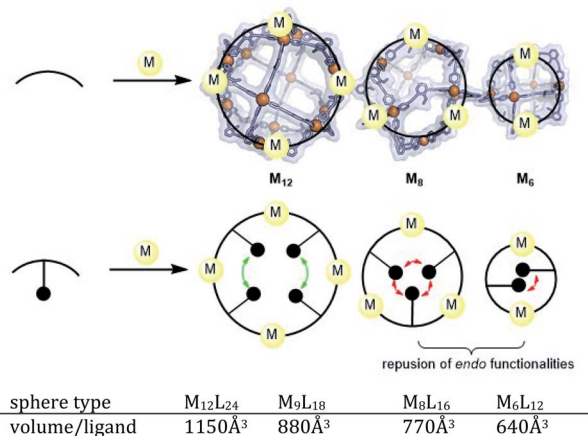 M
M
M
M
M
M
M
M
M
M
M₁₂
M₈
M₆
M
M
M
M
M
M
M
M
M
M
repusion of endo functionalities
sphere type M₁₂L₂₄ M₉L₁₈ M₈L₁₆ M₆L₁₂
volume/ligand 1150Å³ 880Å³ 770Å³ 640Å³